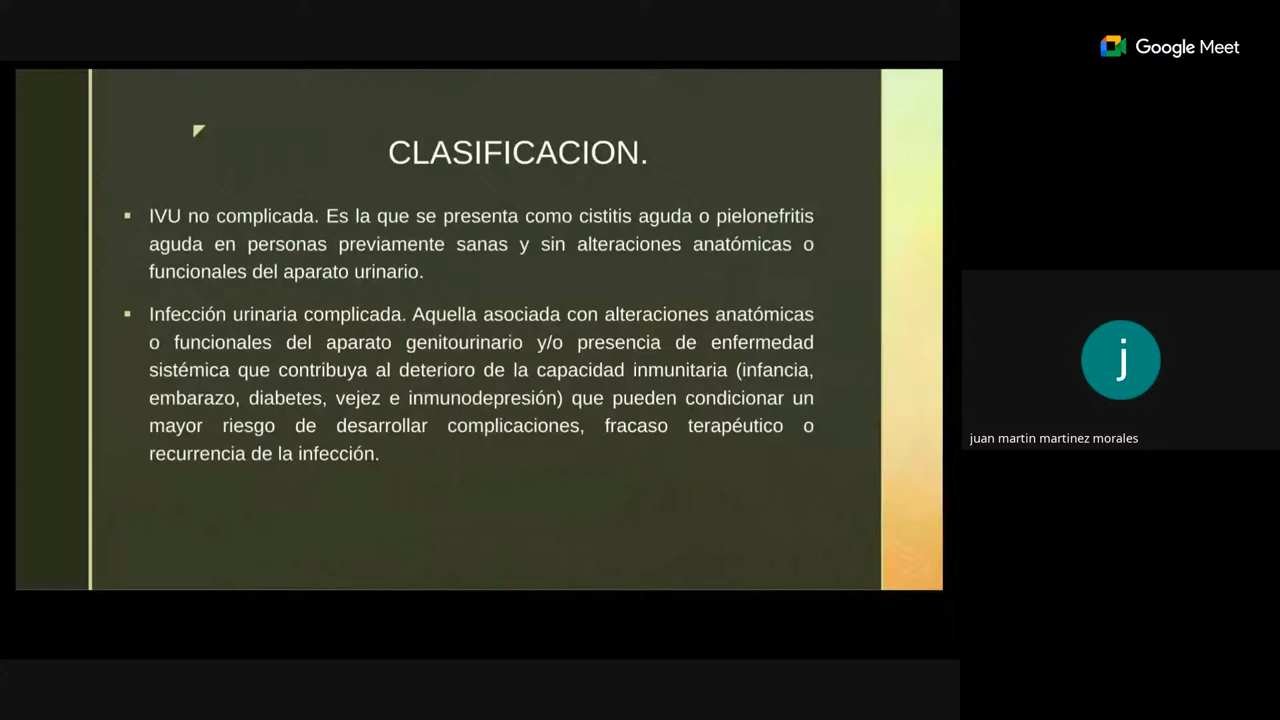 Google Meet
CLASIFICACION.
▪ IVU no complicada. Es la que se presenta como cistitis aguda o pielonefritis
aguda en personas previamente sanas y sin alteraciones anatómicas o
funcionales del aparato urinario.
▪ Infección urinaria complicada. Aquella asociada con alteraciones anatómicas
o funcionales del aparato genitourinario y/o presencia de enfermedad
sistémica que contribuya al deterioro de la capacidad inmunitaria (infancia,
embarazo, diabetes, vejez e inmunodepresión) que pueden condicionar un
mayor riesgo de desarrollar complicaciones, fracaso terapéutico o
recurrencia de la infección.
j
juan martin martinez morales